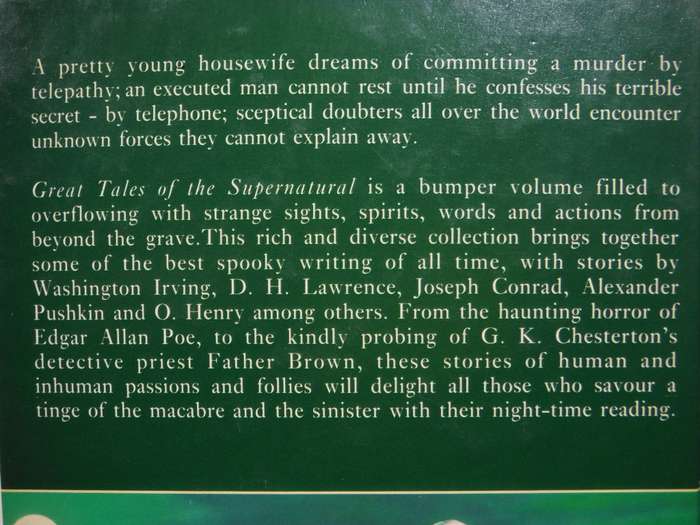 A pretty young housewife dreams of committing a murder by
telepathy; an executed man cannot rest until he confesses his terrible
secret - by telephone; sceptical doubters all over the world encounter
unknown forces they cannot explain away.
Great Tales of the Supernatural is a bumper volume filled to
overflowing with strange sights, spirits, words and actions from
beyond the grave.This rich and diverse collection brings together
some of the best spooky writing of all time, with stories by
Washington Irving, D. H. Lawrence, Joseph Conrad, Alexander
Pushkin and O. Henry among others. From the haunting horror of
Edgar Allan Poe, to the kindly probing of G. K. Chesterton's
detective priest Father Brown, these stories of human and
inhuman passions and follies will delight all those who savour a
tinge of the macabre and the sinister with their night-time reading.